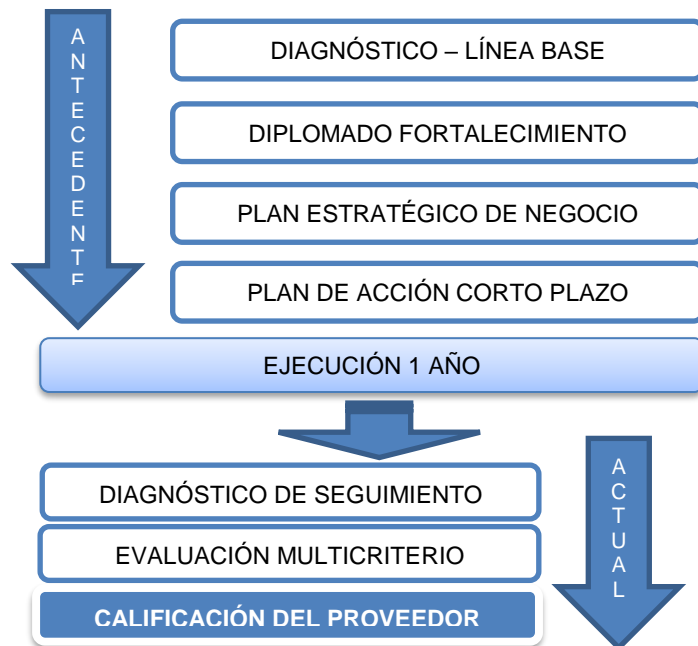 ANTECEDENTE
DIAGNÓSTICO – LÍNEA BASE
DIPLOMADO FORTALECIMIENTO
PLAN ESTRATÉGICO DE NEGOCIO
PLAN DE ACCIÓN CORTO PLAZO
EJECUCIÓN 1 AÑO
DIAGNÓSTICO DE SEGUIMIENTO
EVALUACIÓN MULTICRITERIO
CALIFICACIÓN DEL PROVEEDOR
ACTUAL